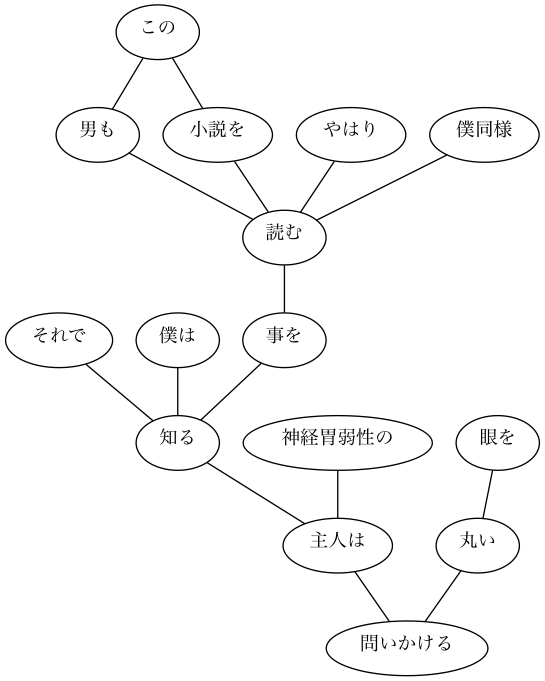 この
男も 小説を やはり 僕同様
読む
それで 僕は 事を
知る 神経胃弱性の 眼を
主人は 丸い
問いかける